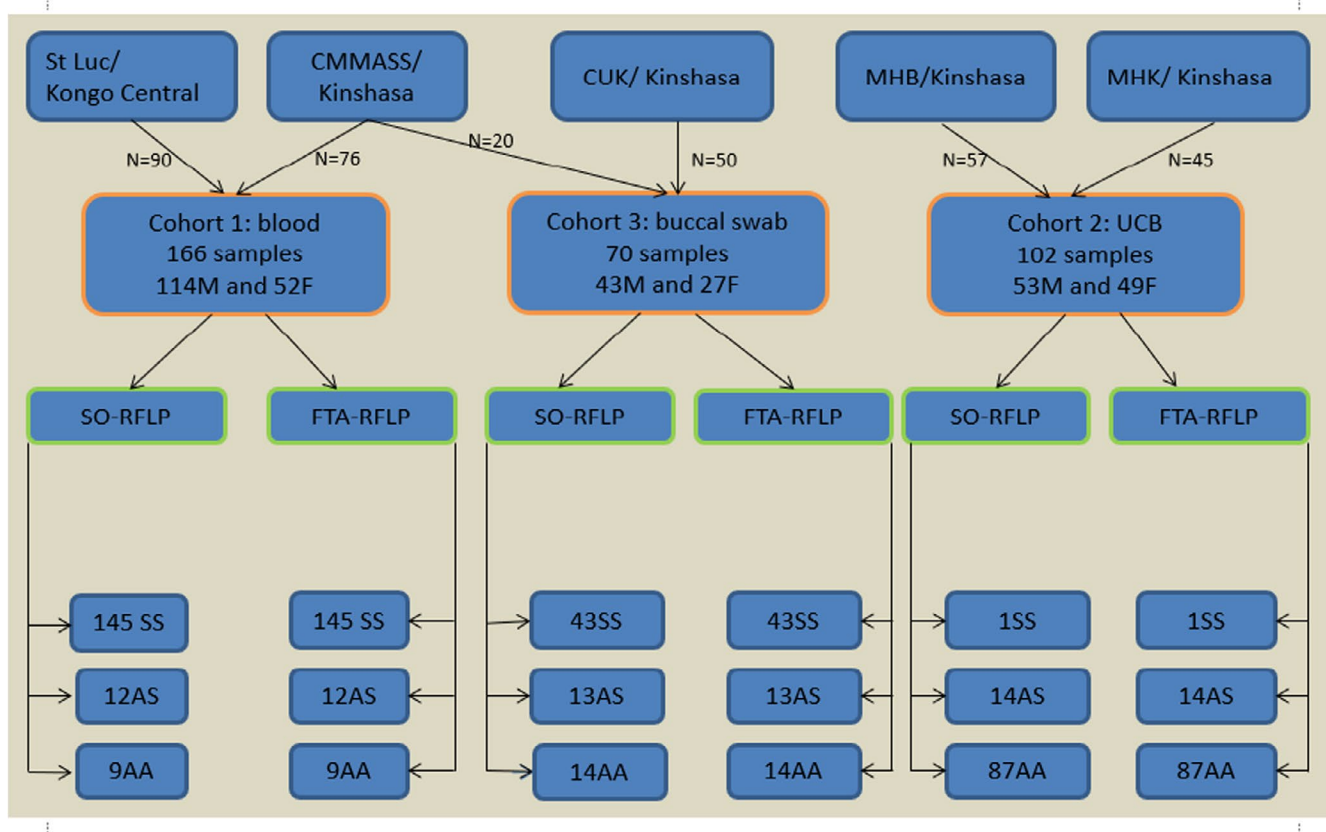 St Luc/
Kongo Central
CMMASS/
Kinshasa
CUK/ Kinshasa
MHB/Kinshasa
MHK/ Kinshasa
N=90
N=76
N=20
N=50
N=57
N=45
Cohort 1: blood
166 samples
114M and 52F
Cohort 3: buccal swab
70 samples
43M and 27F
Cohort 2: UCB
102 samples
53M and 49F
SO-RFLP
FTA-RFLP
SO-RFLP
FTA-RFLP
SO-RFLP
FTA-RFLP
145 SS
145 SS
43SS
43SS
1SS
1SS
12AS
12AS
13AS
13AS
14AS
14AS
9AA
9AA
14AA
14AA
87AA
87AA